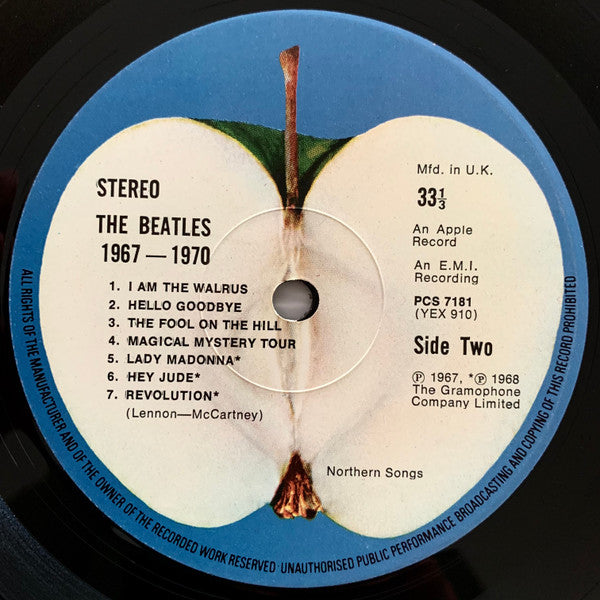 STEREO
THE BEATLES
1967 — 1970
1. I AM THE WALRUS
2. HELLO GOODBYE
3. THE FOOL ON THE HILL
4. MAGICAL MYSTERY TOUR
5. LADY MADONNA*
6. HEY JUDE*
7. REVOLUTION*
(Lennon—McCartney)
Mfd. in U.K.
33⅓
An Apple
Record
An E.M.I.
Recording
PCS 7181
(YEX 910)
Side Two
℗ 1967, *℗ 1968
The Gramophone
Company Limited
Northern Songs
ALL RIGHTS OF THE MANUFACTURER AND OF THE OWNER OF THE RECORDED WORK RESERVED · UNAUTHORISED PUBLIC PERFORMANCE BROADCASTING AND COPYING OF THIS RECORD PROHIBITED